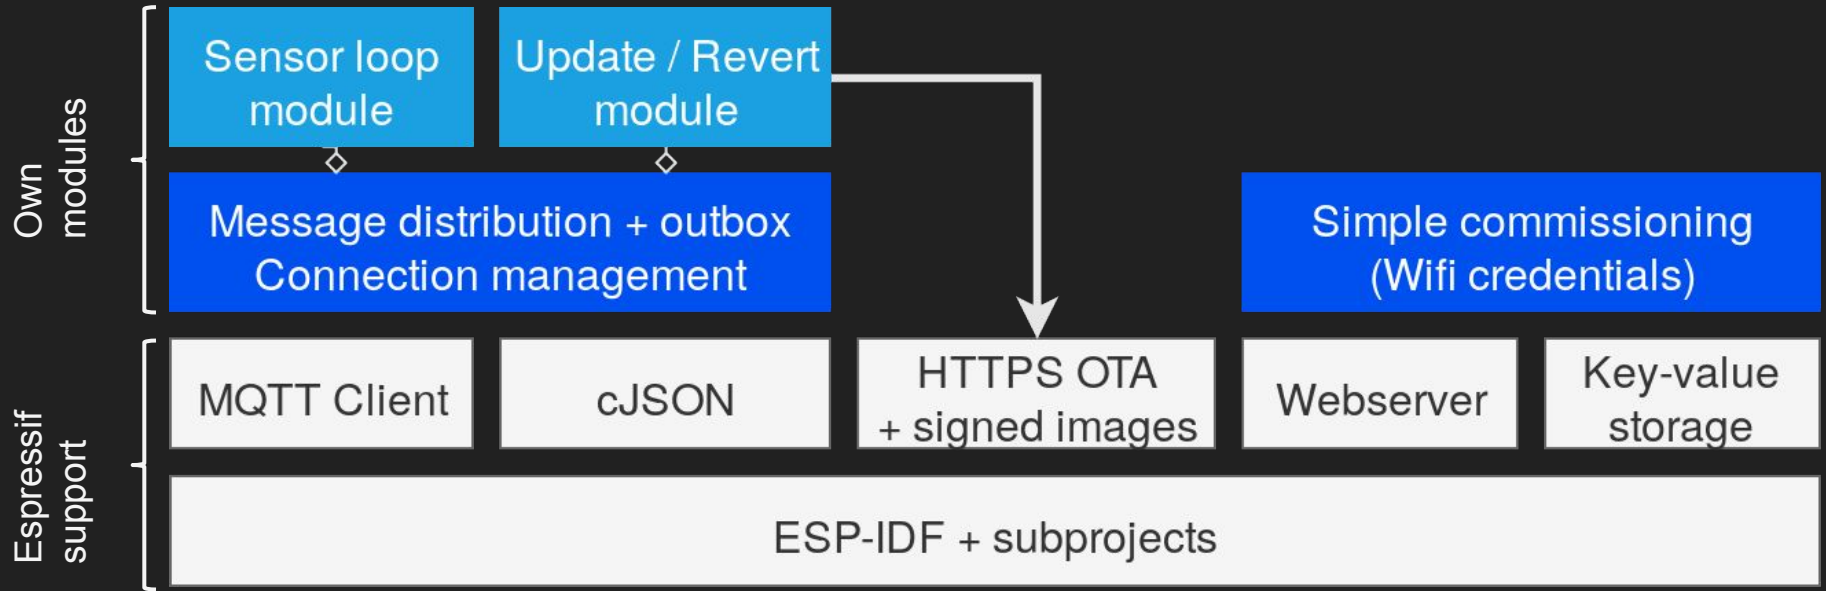 Own
modules
Sensor loop
module
Update / Revert
module
Message distribution + outbox
Connection management
Simple commissioning
(Wifi credentials)
Espressif
support
MQTT Client
cJSON
HTTPS OTA
+ signed images
Webserver
Key-value
storage
ESP-IDF + subprojects